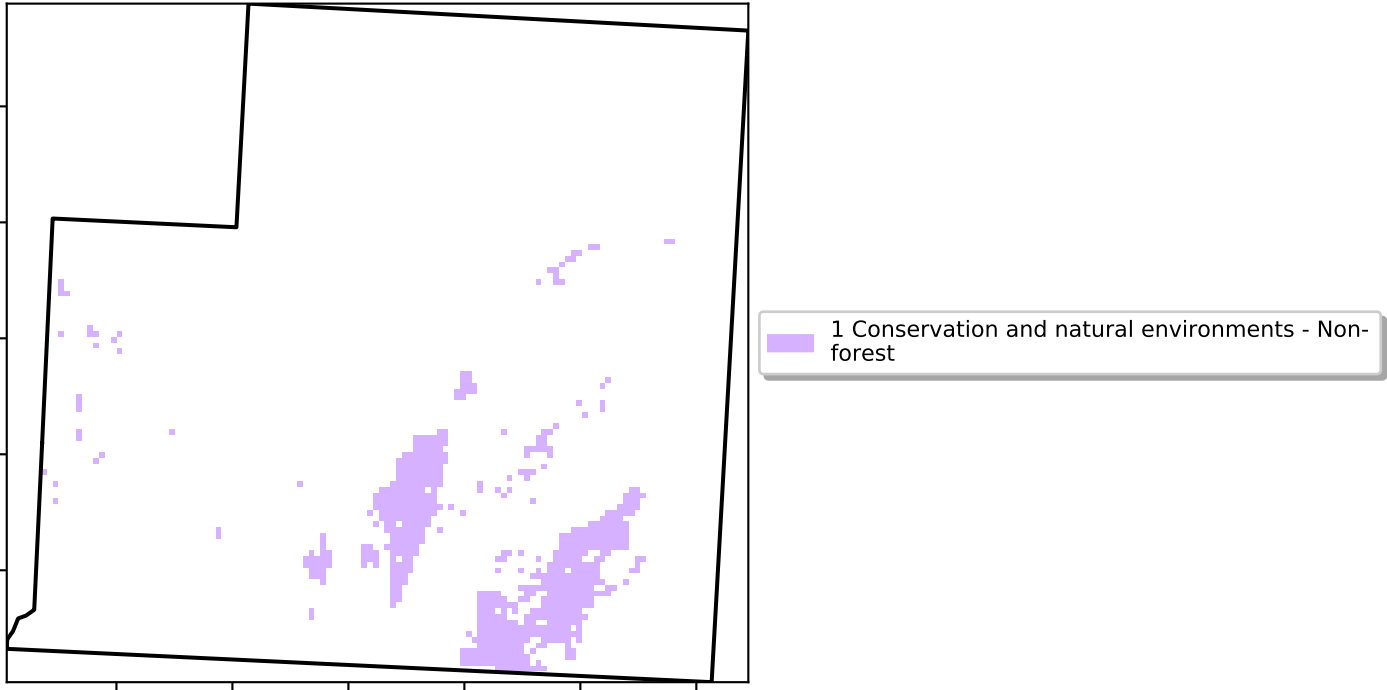 1 Conservation and natural environments - Non-
forest